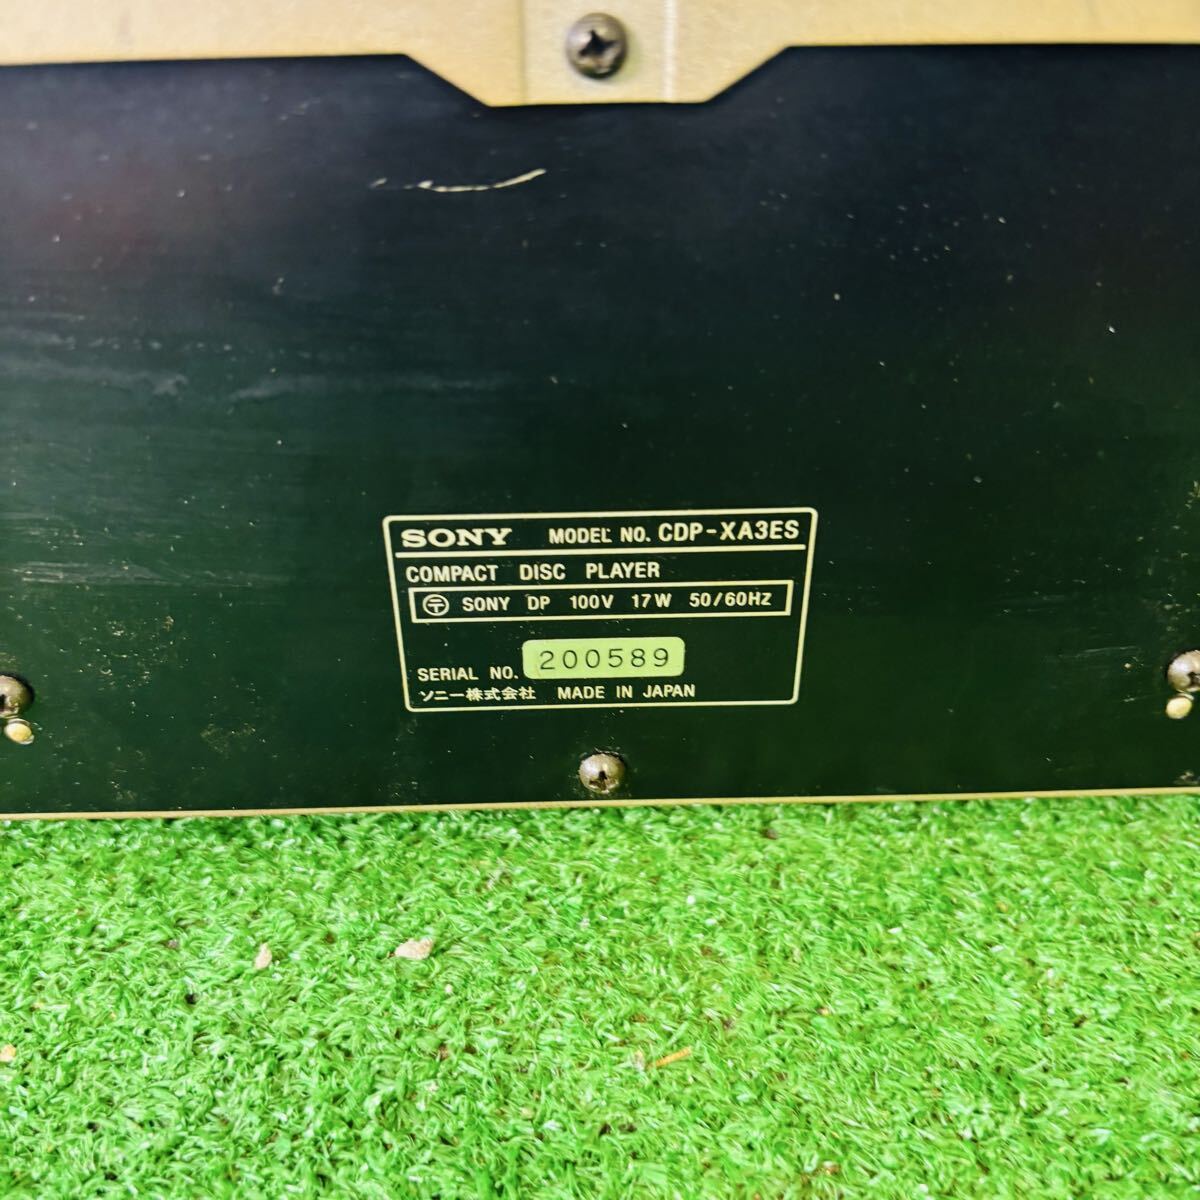 SONY MODEL NO. CDP-XA3ES
COMPACT DISC PLAYER
〶 SONY DP 100V 17W 50/60HZ
SERIAL NO. 200589
ソニー株式会社 MADE IN JAPAN